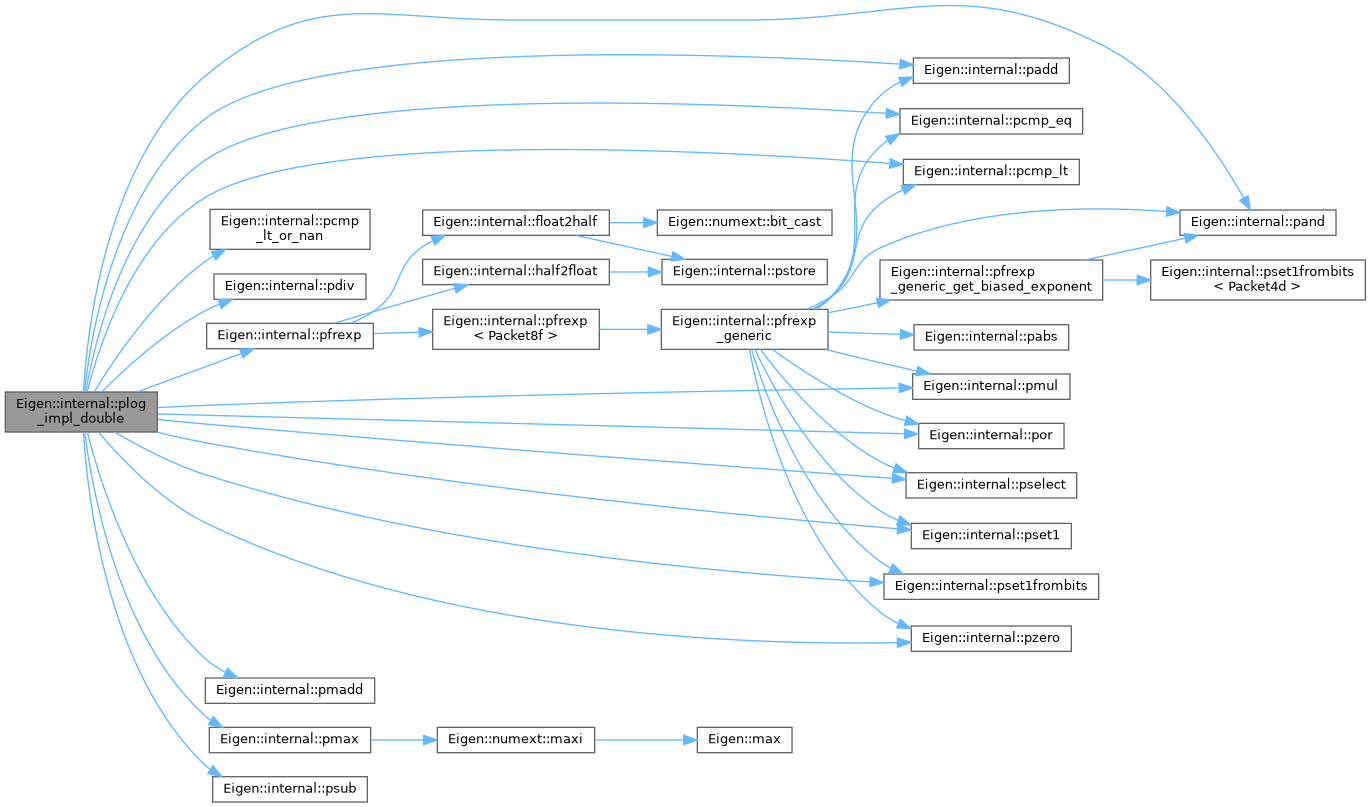 Eigen::internal::padd
Eigen::internal::pcmp_eq
Eigen::internal::pcmp_lt
Eigen::internal::pcmp
_lt_or_nan
Eigen::internal::float2half
Eigen::numext::bit_cast
Eigen::internal::pand
Eigen::internal::half2float
Eigen::internal::pstore
Eigen::internal::pfrexp
_generic_get_biased_exponent
Eigen::internal::pset1frombits
< Packet4d >
Eigen::internal::pdiv
Eigen::internal::pfrexp
Eigen::internal::pfrexp
< Packet8f >
Eigen::internal::pfrexp
_generic
Eigen::internal::pabs
Eigen::internal::pmul
Eigen::internal::plog
_impl_double
Eigen::internal::por
Eigen::internal::pselect
Eigen::internal::pset1
Eigen::internal::pset1frombits
Eigen::internal::pzero
Eigen::internal::pmadd
Eigen::internal::pmax
Eigen::numext::maxi
Eigen::max
Eigen::internal::psub